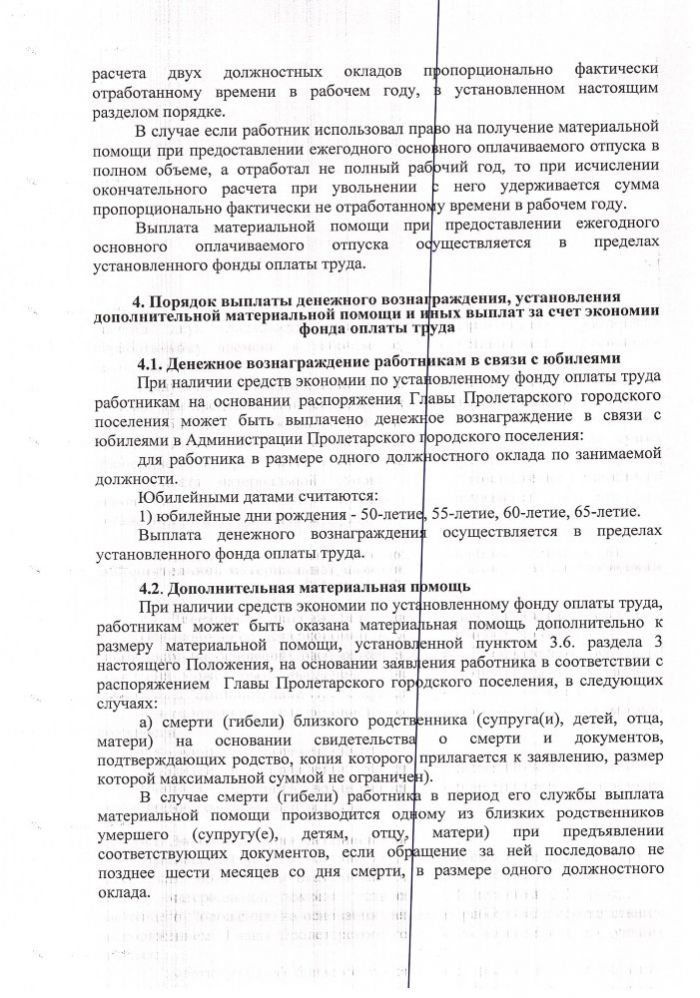 расчета двух должностных окладов пропорционально фактически
отработанному времени в рабочем году, в установленном настоящим
разделом порядке.
В случае если работник использовал право на получение материальной
помощи при предоставлении ежегодного основного оплачиваемого отпуска в
полном объеме, а отработал не полный рабочий год, то при исчислении
окончательного расчета при увольнении с него удерживается сумма
пропорционально фактически не отработанному времени в рабочем году.
Выплата материальной помощи при предоставлении ежегодного
основного оплачиваемого отпуска осуществляется в пределах
установленного фонды оплаты труда.
4. Порядок выплаты денежного вознаграждения, установления
дополнительной материальной помощи и иных выплат за счет экономии
фонда оплаты труда
4.1. Денежное вознаграждение работникам в связи с юбилеями
При наличии средств экономии по установленному фонду оплаты труда
работникам на основании распоряжения Главы Пролетарского городского
поселения может быть выплачено денежное вознаграждение в связи с
юбилеями в Администрации Пролетарского городского поселения:
для работника в размере одного должностного оклада по занимаемой
должности.
Юбилейными датами считаются:
1) юбилейные дни рождения - 50-летие, 55-летие, 60-летие, 65-летие.
Выплата денежного вознаграждения осуществляется в пределах
установленного фонда оплаты труда.
4.2. Дополнительная материальная помощь
При наличии средств экономии по установленному фонду оплаты труда,
работникам может быть оказана материальная помощь дополнительно к
размеру материальной помощи, установленной пунктом 3.6. раздела 3
настоящего Положения, на основании заявления работника в соответствии с
распоряжением Главы Пролетарского городского поселения, в следующих
случаях:
а) смерти (гибели) близкого родственника (супруга(и), детей, отца,
матери) на основании свидетельства о смерти и документов,
подтверждающих родство, копия которого прилагается к заявлению, размер
которой максимальной суммой не ограничен).
В случае смерти (гибели) работника в период его службы выплата
материальной помощи производится одному из близких родственников
умершего (супругу(е), детям, отцу, матери) при предъявлении
соответствующих документов, если обращение за ней последовало не
позднее шести месяцев со дня смерти, в размере одного должностного
оклада.